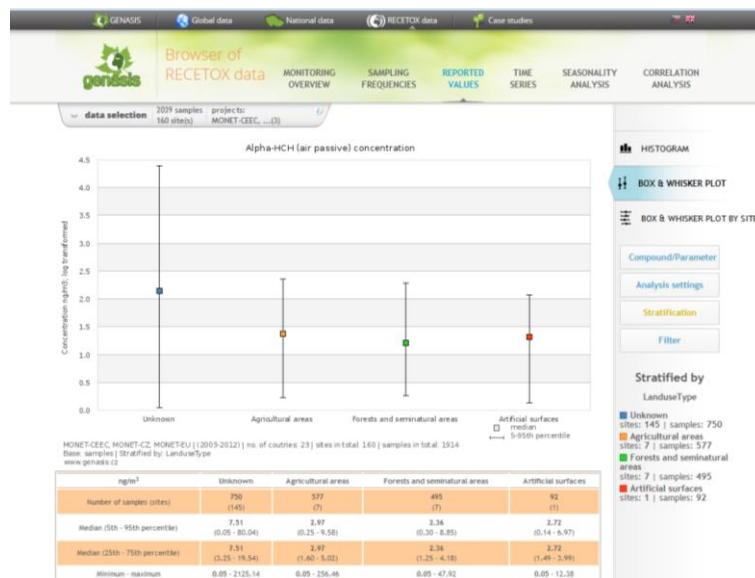 GENASIS Global data National data RECETOX data Case studies
genasis
Browser of
RECETOX data
MONITORING
OVERVIEW
SAMPLING
FREQUENCIES
REPORTED
VALUES
TIME
SERIES
SEASONALITY
ANALYSIS
CORRELATION
ANALYSIS
data selection
2029 samples
160 site(s)
projects:
MONET-CEEC, ...(3)
Alpha-HCH (air passive) concentration
Concentration ng/m3; log transformed
4.5
4.0
3.5
3.0
2.5
2.0
1.5
1.0
0.5
0.0
Unknown Agricultural areas Forests and seminatural areas Artificial surfaces
median
5-95th percentile
MONET-CEEC, MONET-CZ, MONET-EU | (2003-2012) | no. of coutries: 23 | sites in total: 160 | samples in total: 1914
Base: samples | Stratified by: LanduseType
www.genasis.cz
ng/m³ Unknown Agricultural areas Forests and seminatural areas Artificial surfaces
Number of samples (sites) 750 (145) 577 (7) 495 (7) 92 (1)
Median (5th - 95th percentile) 7.51 (0.05 - 80.04) 2.97 (0.25 - 9.58) 2.36 (0.30 - 8.85) 2.72 (0.14 - 6.97)
Median (25th - 75th percentile) 7.51 (3.25 - 19.54) 2.97 (1.60 - 5.02) 2.36 (1.25 - 4.18) 2.72 (1.49 - 3.99)
Minimum - maximum 0.05 - 2125.14 0.05 - 256.46 0.05 - 47.92 0.05 - 12.38
HISTOGRAM
BOX & WHISKER PLOT
BOX & WHISKER PLOT BY SITE
Compound/Parameter
Analysis settings
Stratification
Filter
Stratified by
LanduseType
Unknown
sites: 145 | samples: 750
Agricultural areas
sites: 7 | samples: 577
Forests and seminatural
areas
sites: 7 | samples: 495
Artificial surfaces
sites: 1 | samples: 92